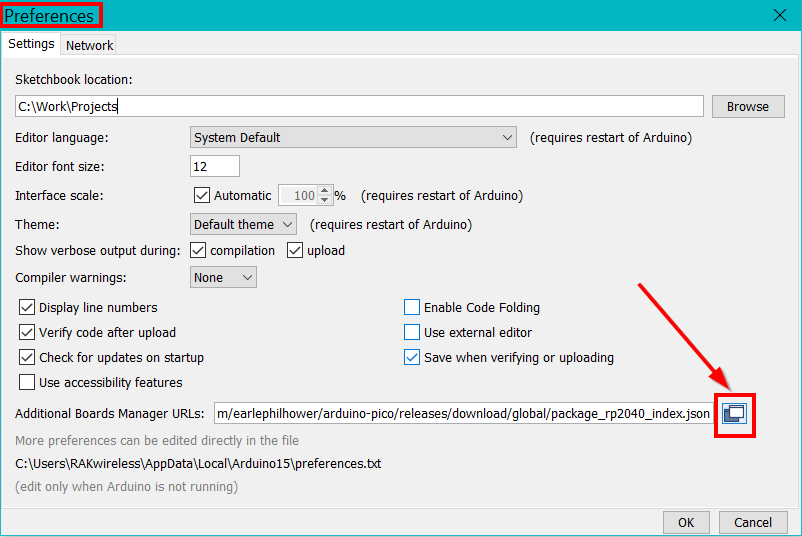 Preferences
Settings Network
Sketchbook location:
C:\Work\Projects Browse
Editor language: System Default (requires restart of Arduino)
Editor font size: 12
Interface scale: Automatic 100 % (requires restart of Arduino)
Theme: Default theme (requires restart of Arduino)
Show verbose output during: compilation upload
Compiler warnings: None
Display line numbers Enable Code Folding
Verify code after upload Use external editor
Check for updates on startup Save when verifying or uploading
Use accessibility features
Additional Boards Manager URLs: m/earlephilhower/arduino-pico/releases/download/global/package_rp2040_index.json
More preferences can be edited directly in the file
C:\Users\RAKwireless\AppData\Local\Arduino15\preferences.txt
(edit only when Arduino is not running)
OK Cancel